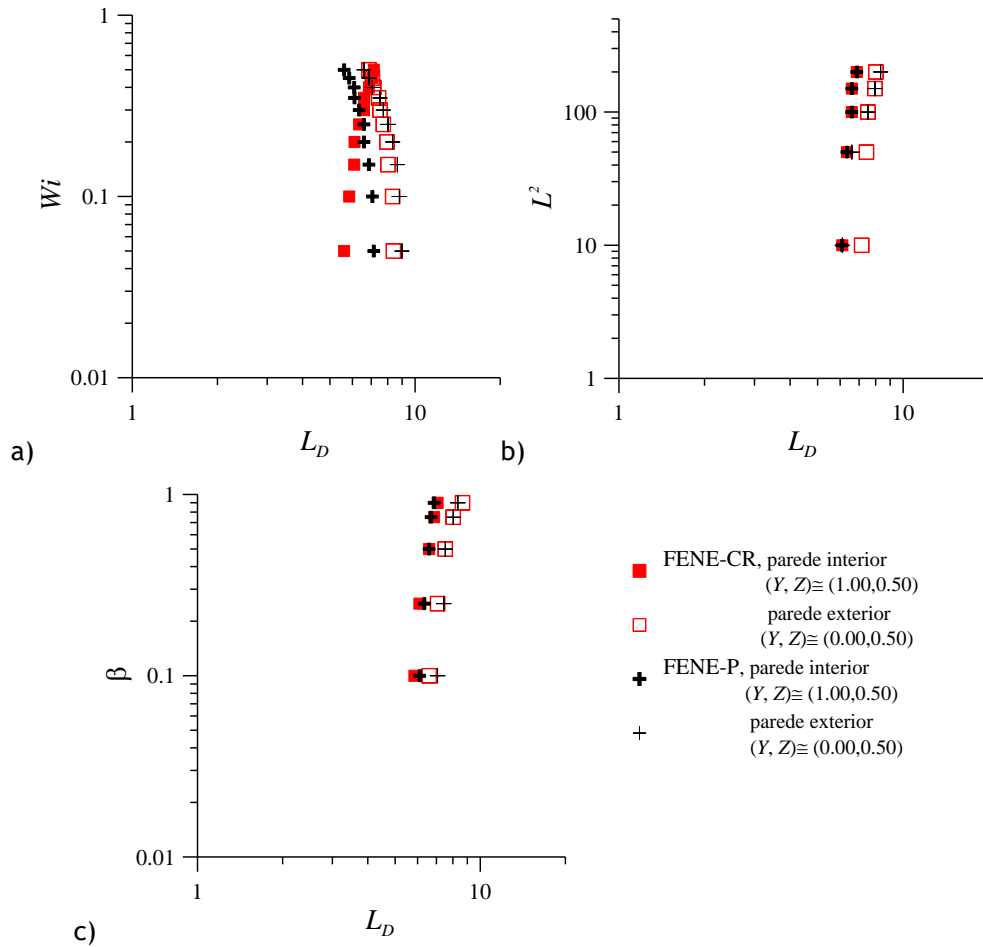 1
0.1
0.01
Wi
1
10
L_D
a)
100
10
1
L²
1
10
L_D
b)
1
0.1
0.01
β
1
10
L_D
c)
FENE-CR, parede interior
(Y, Z)≅ (1.00,0.50)
parede exterior
(Y, Z)≅ (0.00,0.50)
FENE-P, parede interior
(Y, Z)≅ (1.00,0.50)
parede exterior
(Y, Z)≅ (0.00,0.50)